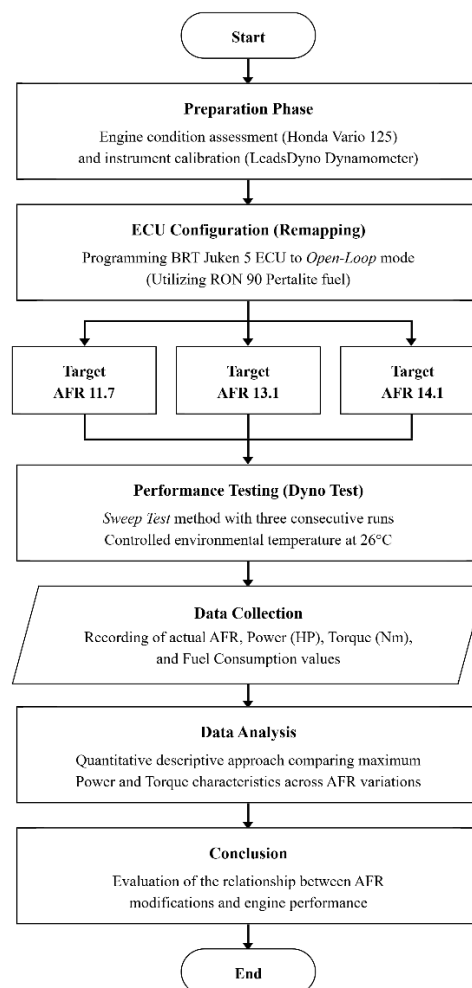 Start
Preparation Phase
Engine condition assessment (Honda Vario 125)
and instrument calibration (LeadsDyno Dynamometer)
ECU Configuration (Remapping)
Programming BRT Juken 5 ECU to Open-Loop mode
(Utilizing RON 90 Pertalite fuel)
Target
AFR 11.7
Target
AFR 13.1
Target
AFR 14.1
Performance Testing (Dyno Test)
Sweep Test method with three consecutive runs
Controlled environmental temperature at 26°C
Data Collection
Recording of actual AFR, Power (HP), Torque (Nm),
and Fuel Consumption values
Data Analysis
Quantitative descriptive approach comparing maximum
Power and Torque characteristics across AFR variations
Conclusion
Evaluation of the relationship between AFR
modifications and engine performance
End